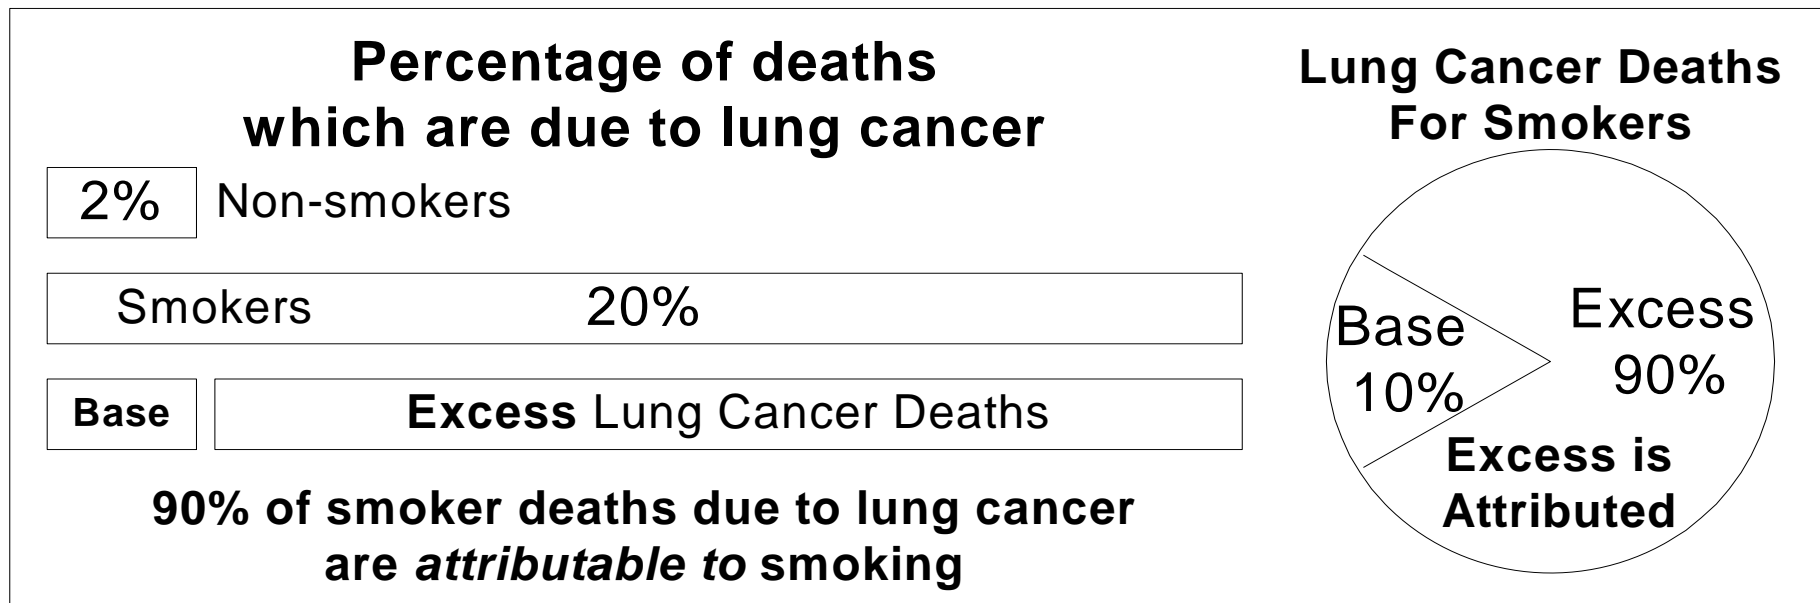 Percentage of deaths
which are due to lung cancer
2% Non-smokers
Smokers 20%
Base Excess Lung Cancer Deaths
90% of smoker deaths due to lung cancer
are attributable to smoking
Lung Cancer Deaths
For Smokers
Base
10%
Excess
90%
Excess is
Attributed